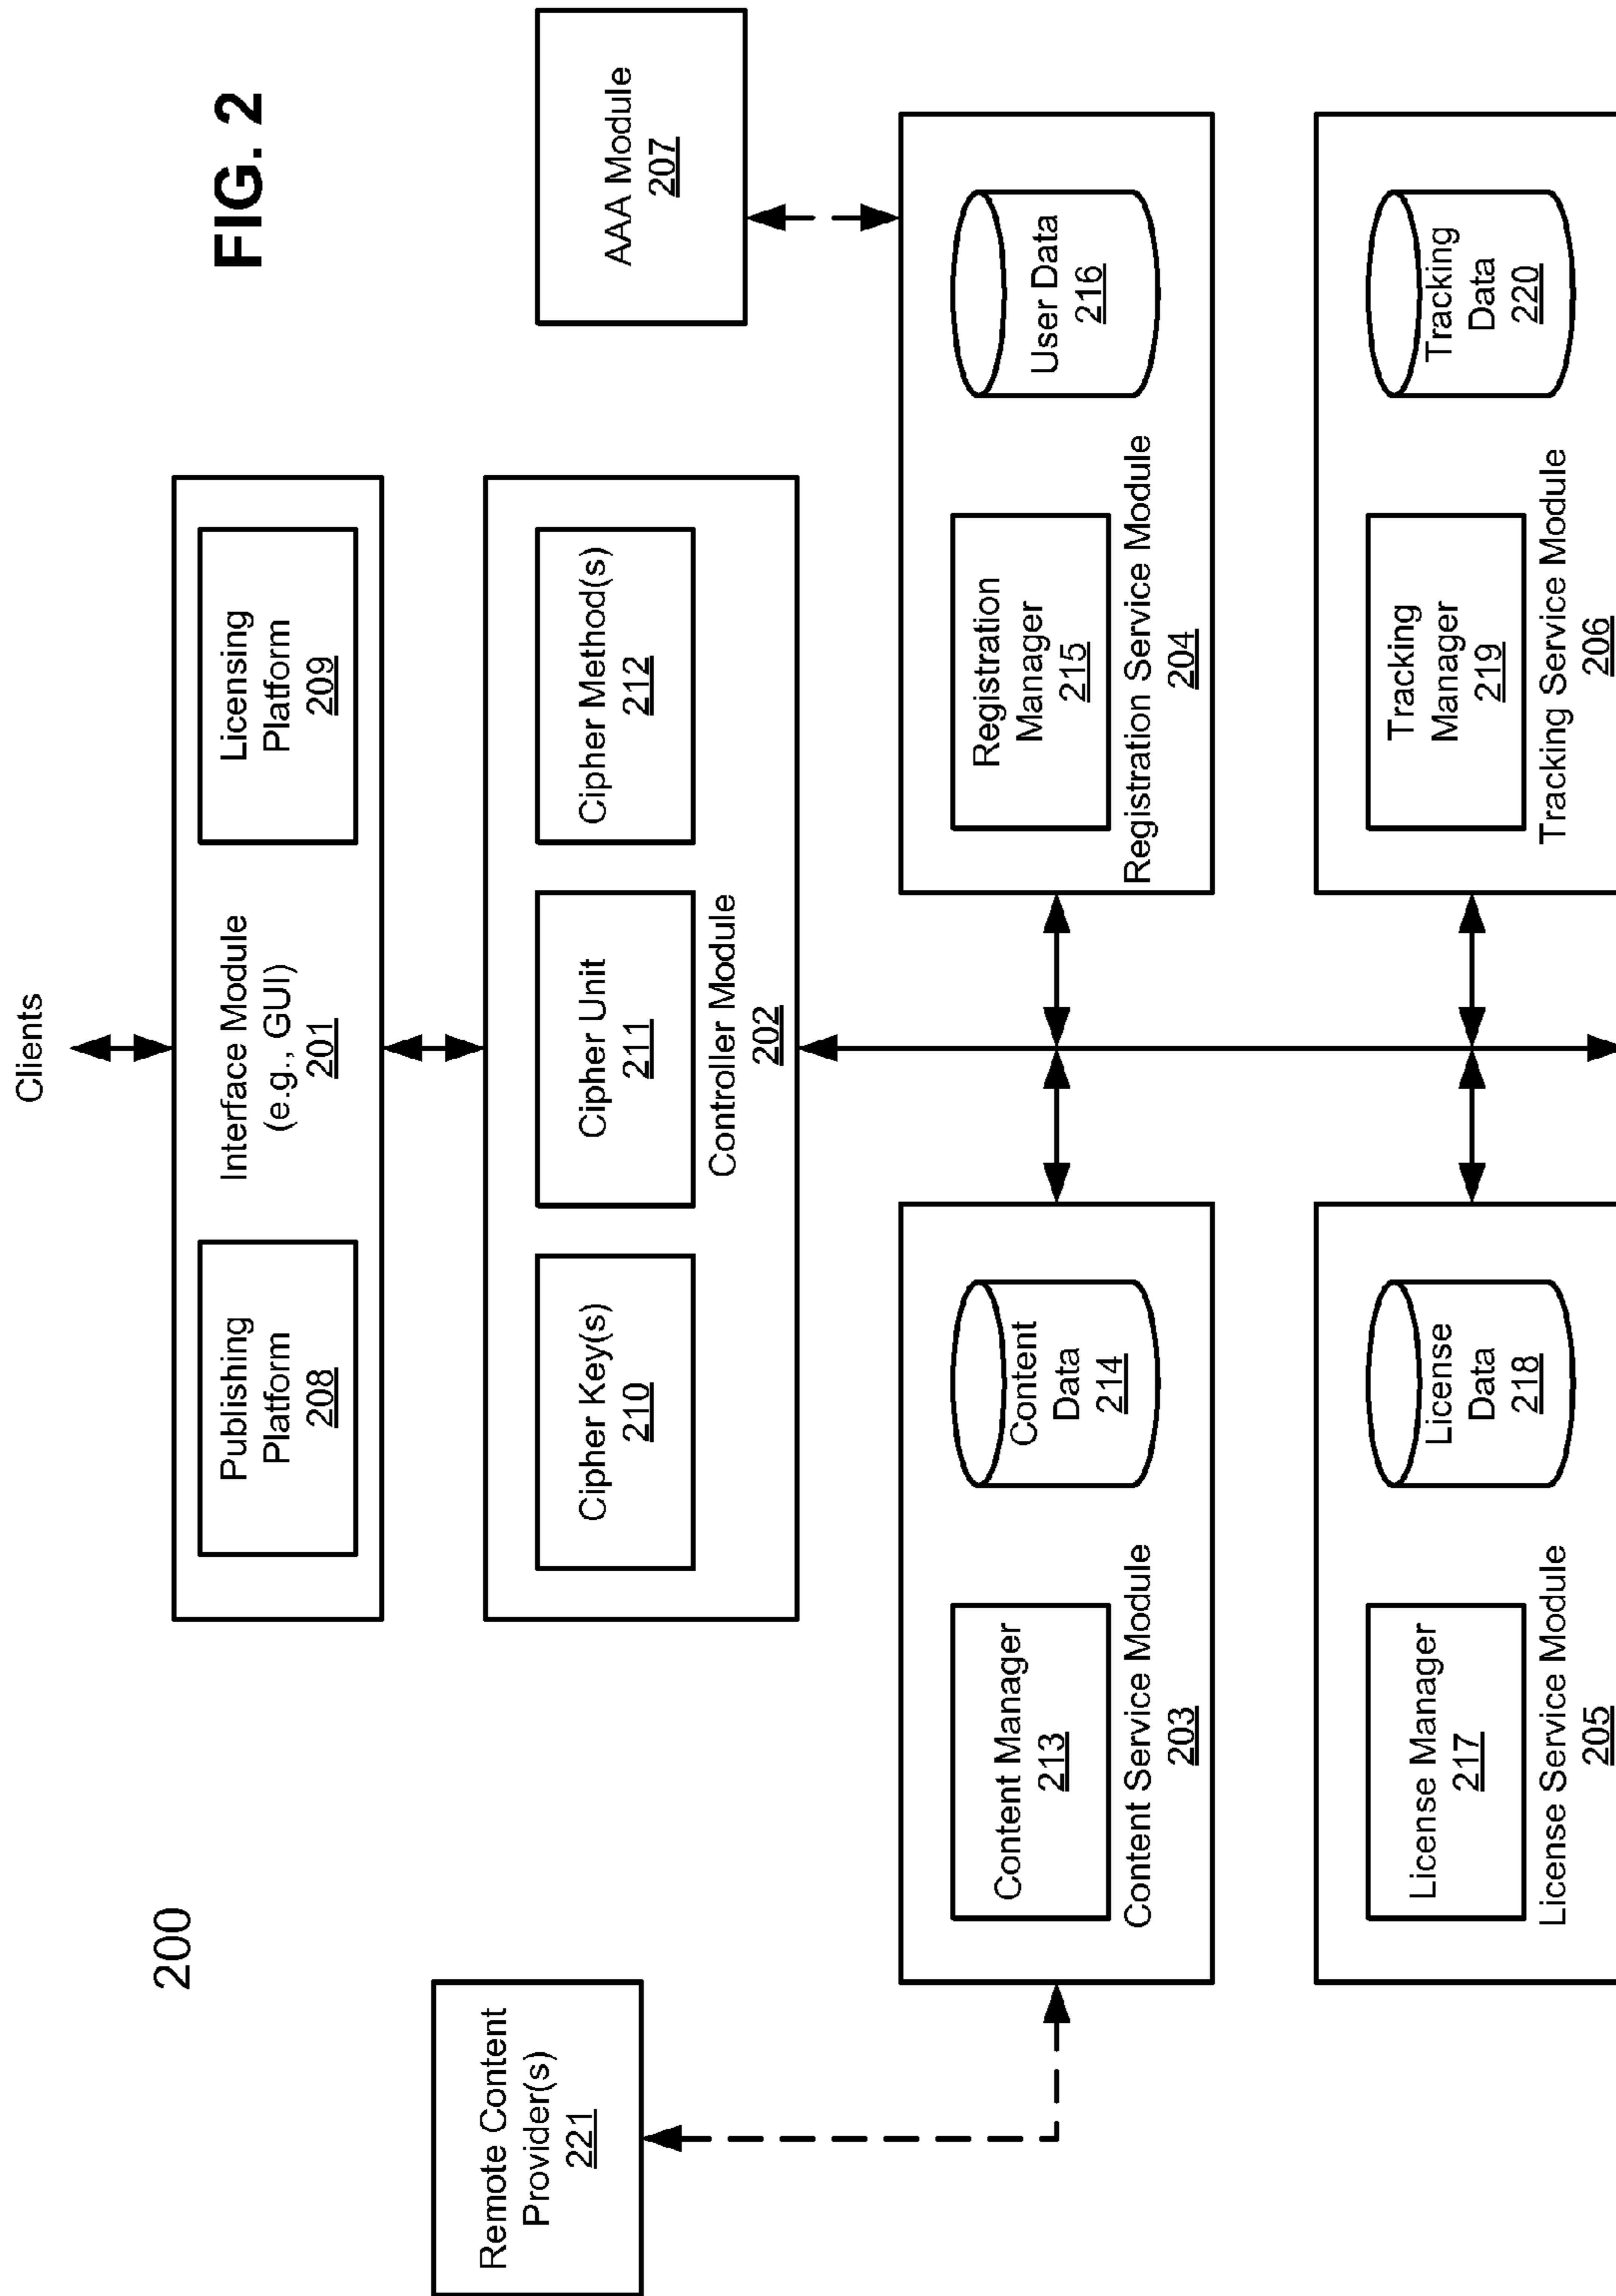 200
FIG. 2
Clients
Publishing
Platform
208
Interface Module
(e.g., GUI)
201
Licensing
Platform
209
Cipher Key(s)
210
Cipher Unit
211
Cipher Method(s)
212
Controller Module
202
Remote Content
Provider(s)
221
AAA Module
207
Content Manager
213
Content
Data
214
Content Service Module
203
Registration
Manager
215
User Data
216
Registration Service Module
204
License Manager
217
License
Data
218
License Service Module
205
Tracking
Manager
219
Tracking
Data
220
Tracking Service Module
206